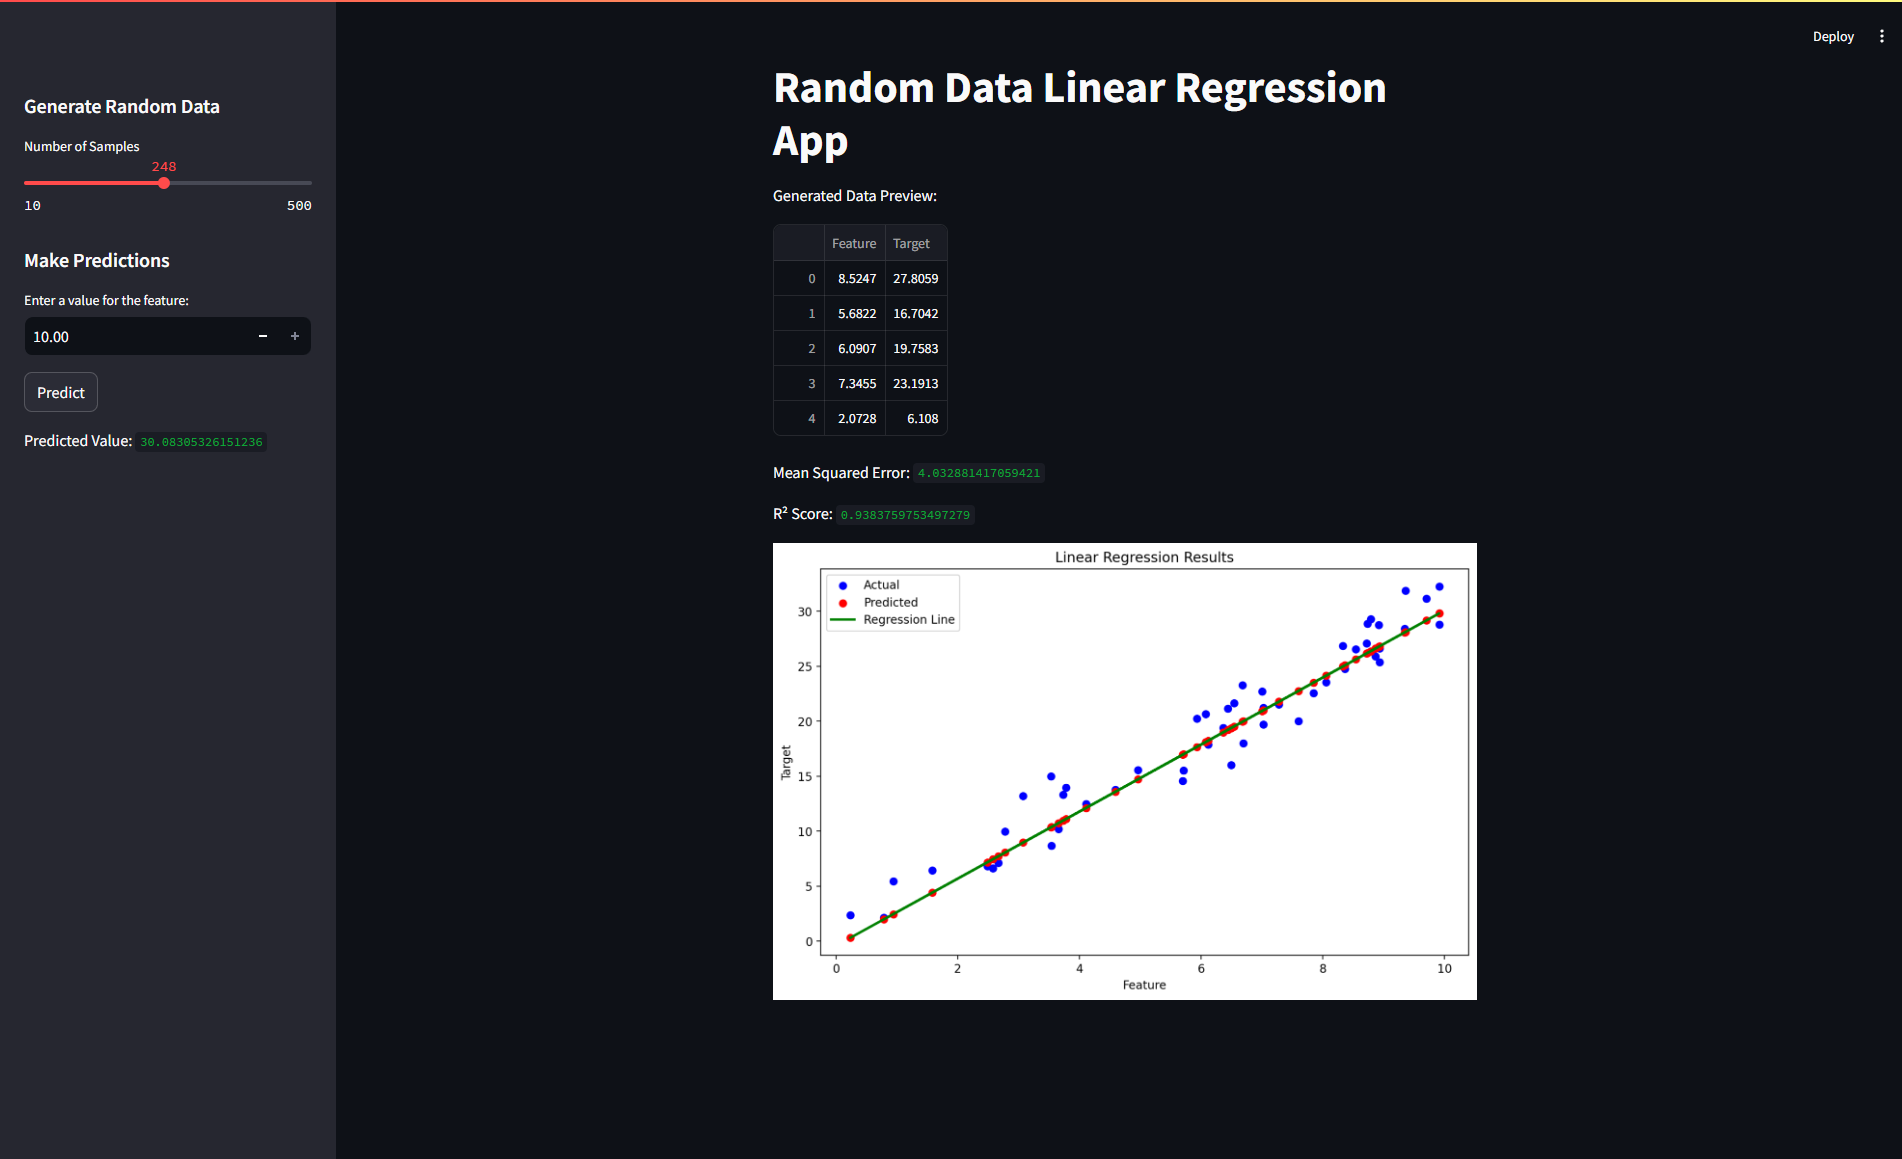 Deploy
Generate Random Data
Number of Samples
248
10 500
Make Predictions
Enter a value for the feature:
10.00
Predict
Predicted Value: 30.08305326151236
Random Data Linear Regression
App
Generated Data Preview:
Feature Target
0 8.5247 27.8059
1 5.6822 16.7042
2 6.0907 19.7583
3 7.3455 23.1913
4 2.0728 6.108
Mean Squared Error: 4.032881417059421
R² Score: 0.9383759753497279
Linear Regression Results
Actual
Predicted
Regression Line
30
25
20
15
10
5
0
Target
0 2 4 6 8 10
Feature